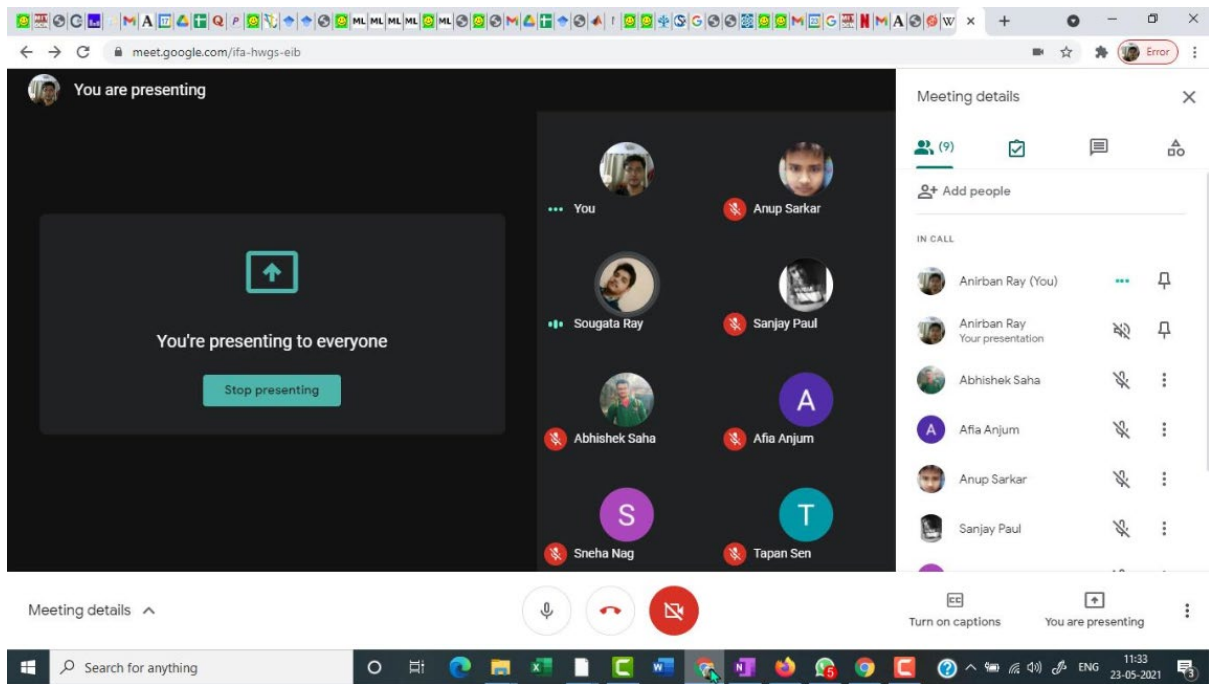 meet.google.com/ifa-hwgs-eib
Error
You are presenting
You're presenting to everyone
Stop presenting
You
Anup Sarkar
Sougata Ray
Sanjay Paul
Abhishek Saha
A
Afia Anjum
S
Sneha Nag
T
Tapan Sen
Meeting details
(9)
Add people
IN CALL
Anirban Ray (You)
Anirban Ray
Your presentation
Abhishek Saha
A
Afia Anjum
Anup Sarkar
Sanjay Paul
Meeting details
CC
Turn on captions
You are presenting
Search for anything
ENG
11:33
23-05-2021